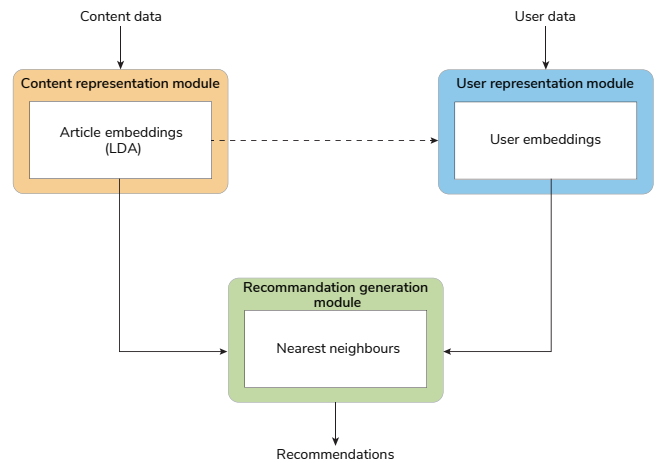 Content data
User data
Content representation module
User representation module
Article embeddings
(LDA)
User embeddings
Recommandation generation
module
Nearest neighbours
Recommendations